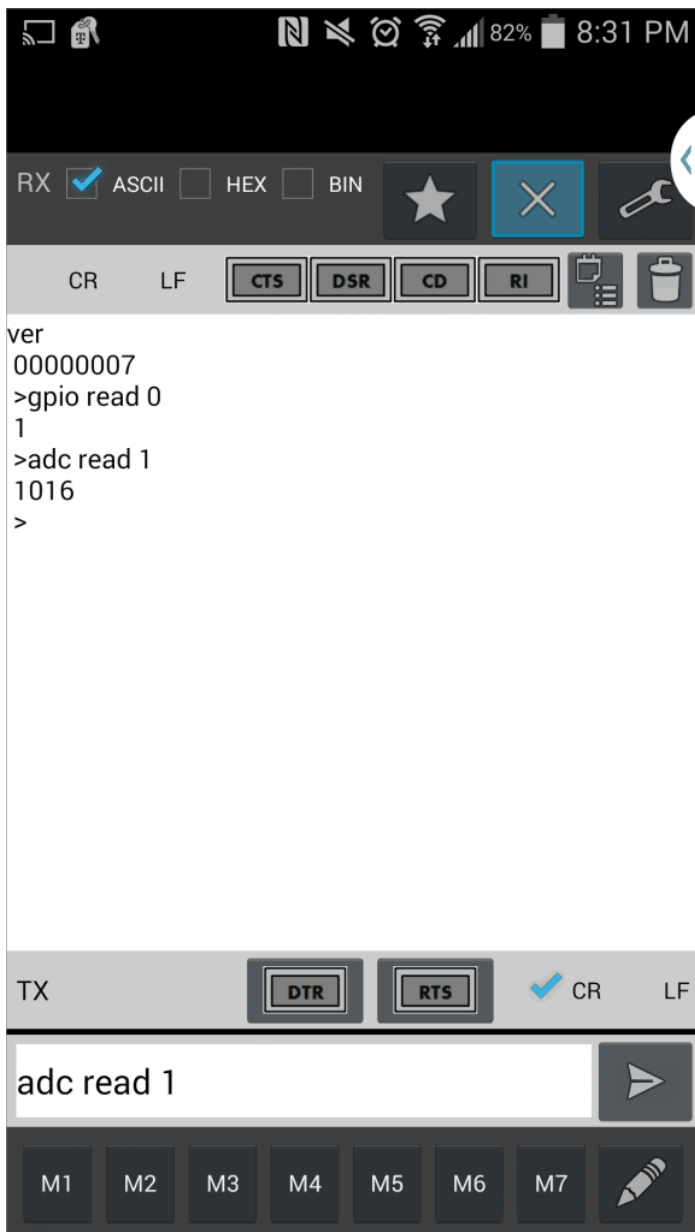 82% 8:31 PM
RX ASCII HEX BIN
CR LF CTS DSR CD RI
ver
00000007
>gpio read 0
1
>adc read 1
1016
>
TX DTR RTS CR LF
adc read 1
M1 M2 M3 M4 M5 M6 M7